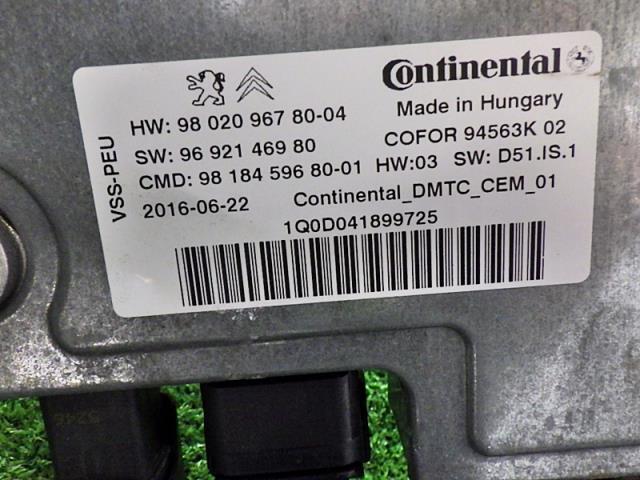 Continental
VSS-PEU
Made in Hungary
HW: 98 020 967 80-04
COFOR 94563K 02
SW: 96 921 469 80
HW:03 SW: D51.IS.1
CMD: 98 184 596 80-01
Continental_DMTC_CEM_01
2016-06-22
1Q0D041899725